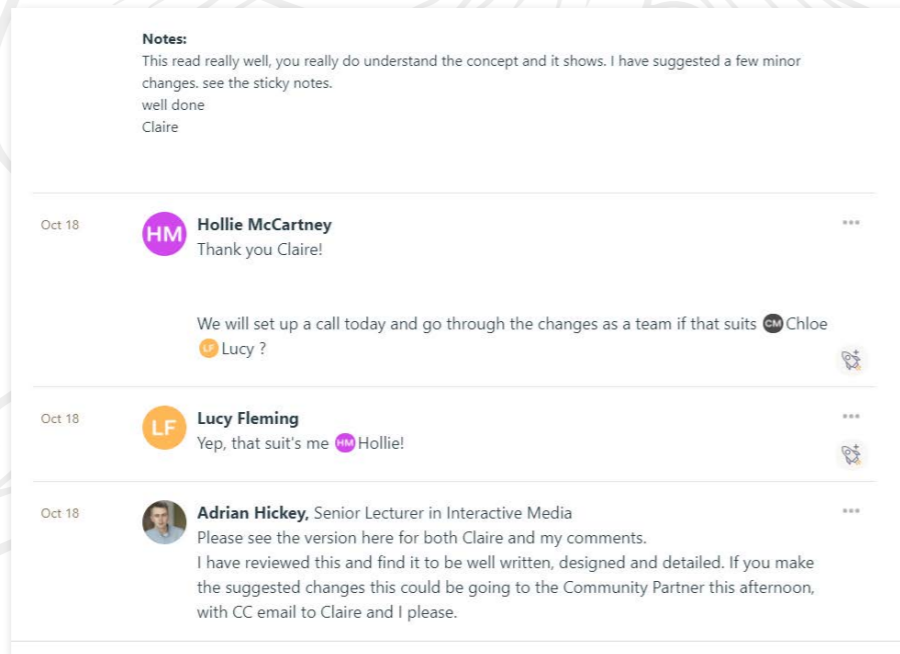 Notes:
This read really well, you really do understand the concept and it shows. I have suggested a few minor
changes. see the sticky notes.
well done
Claire
Oct 18
HM
Hollie McCartney
Thank you Claire!
We will set up a call today and go through the changes as a team if that suits CM Chloe
LF Lucy ?
Oct 18
LF
Lucy Fleming
Yep, that suit's me HM Hollie!
Oct 18
Adrian Hickey, Senior Lecturer in Interactive Media
Please see the version here for both Claire and my comments.
I have reviewed this and find it to be well written, designed and detailed. If you make
the suggested changes this could be going to the Community Partner this afternoon,
with CC email to Claire and I please.